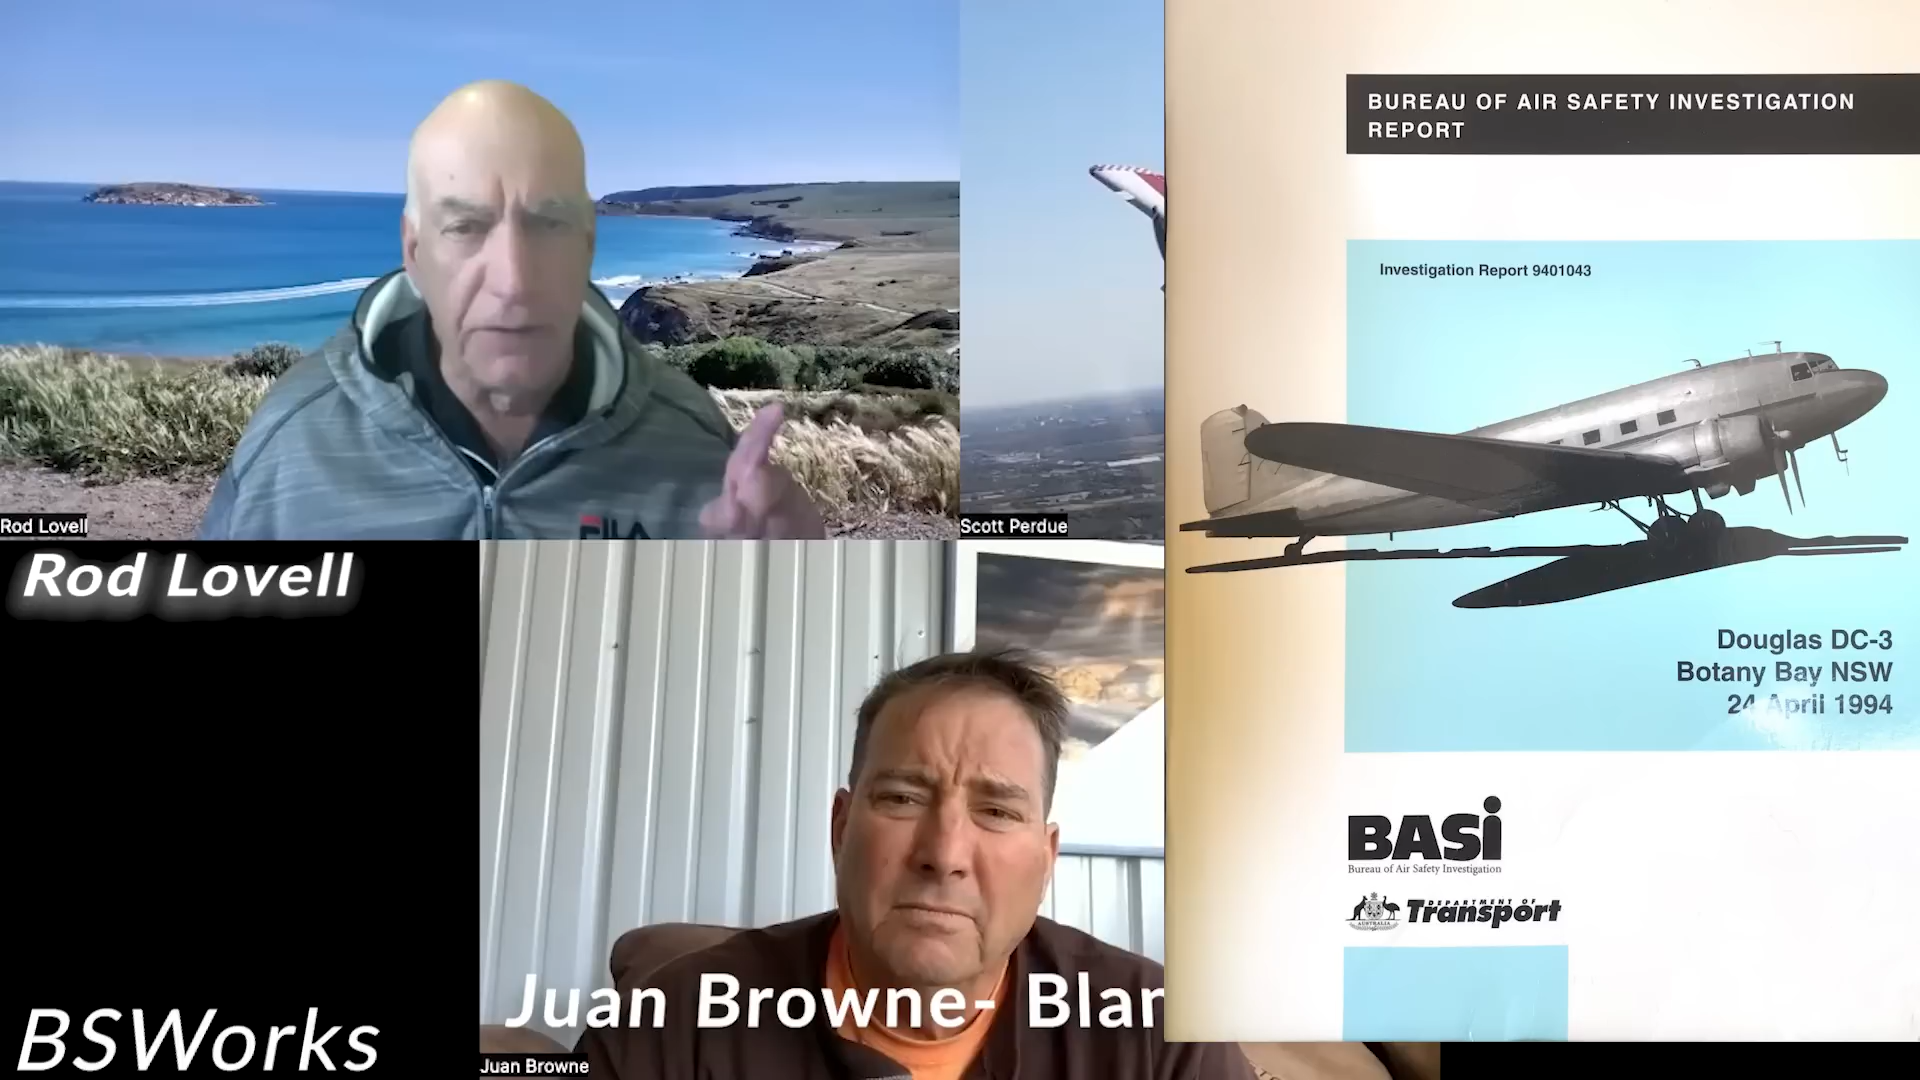 Rod Lovell
Scott Perdue
Rod Lovell
BSWorks
Juan Browne- Blan
Juan Browne
BUREAU OF AIR SAFETY INVESTIGATION
REPORT
Investigation Report 9401043
Douglas DC-3
Botany Bay NSW
24 April 1994
BASi
Bureau of Air Safety Investigation
DEPARTMENT OF
Transport
AUSTRALIA
FILA